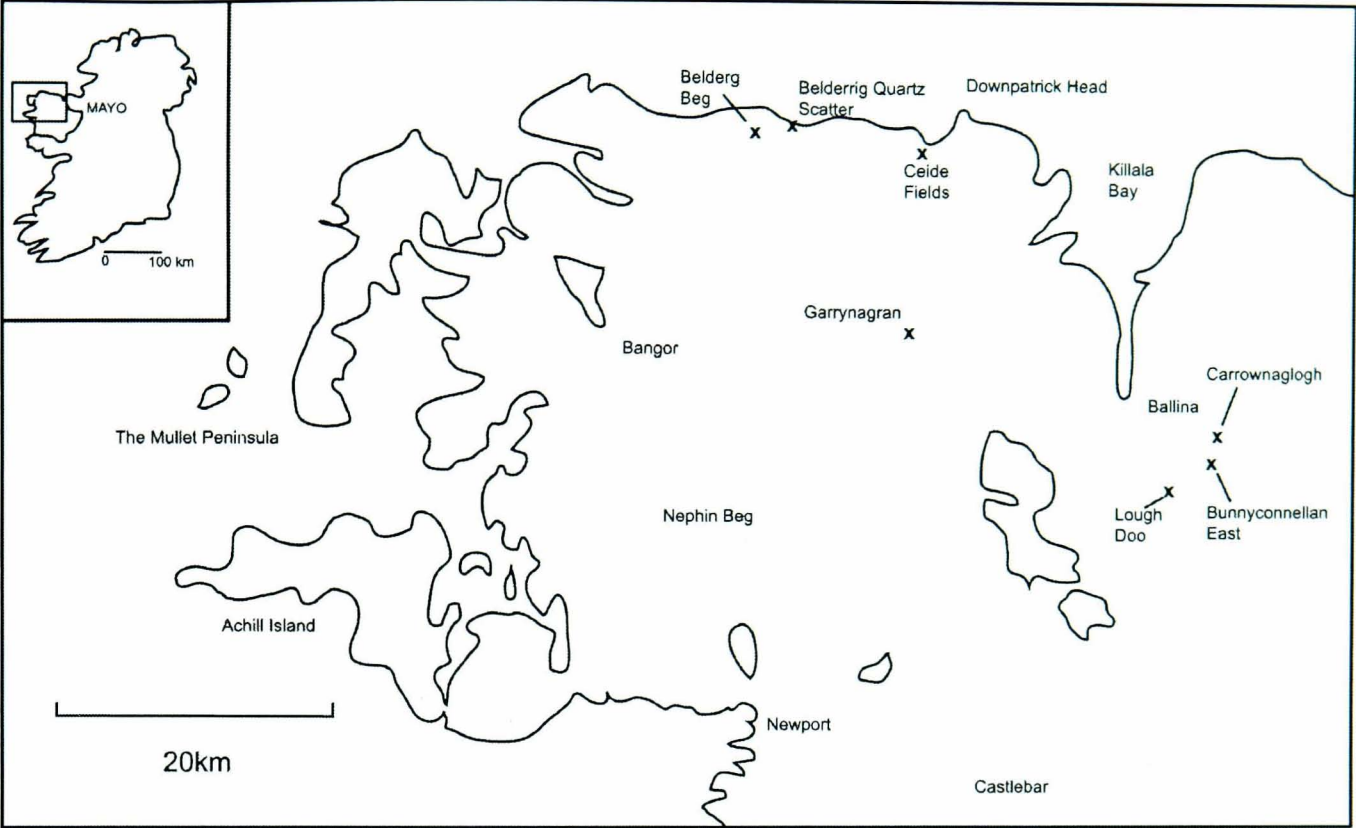 MAYO
0 100 km
Belderg
Beg
Belderrig Quartz
Scatter
Downpatrick Head
Ceide
Fields
Killala
Bay
Garrynagran
Bangor
Carrownaglogh
Ballina
The Mullet Peninsula
Nephin Beg
Lough
Doo
Bunnyconnellan
East
Achill Island
Newport
20km
Castlebar